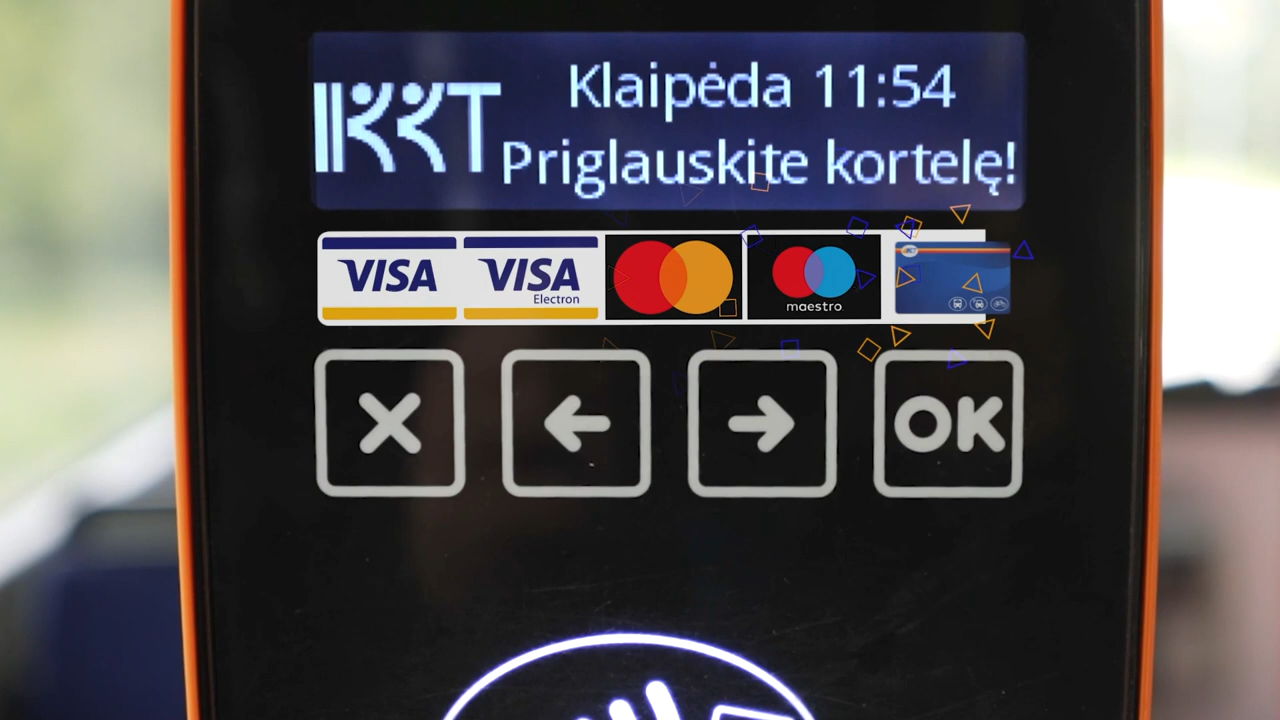 KKT
Klaipėda 11:54
Priglauskite kortelę!
VISA
VISA
Electron
maestro
OK